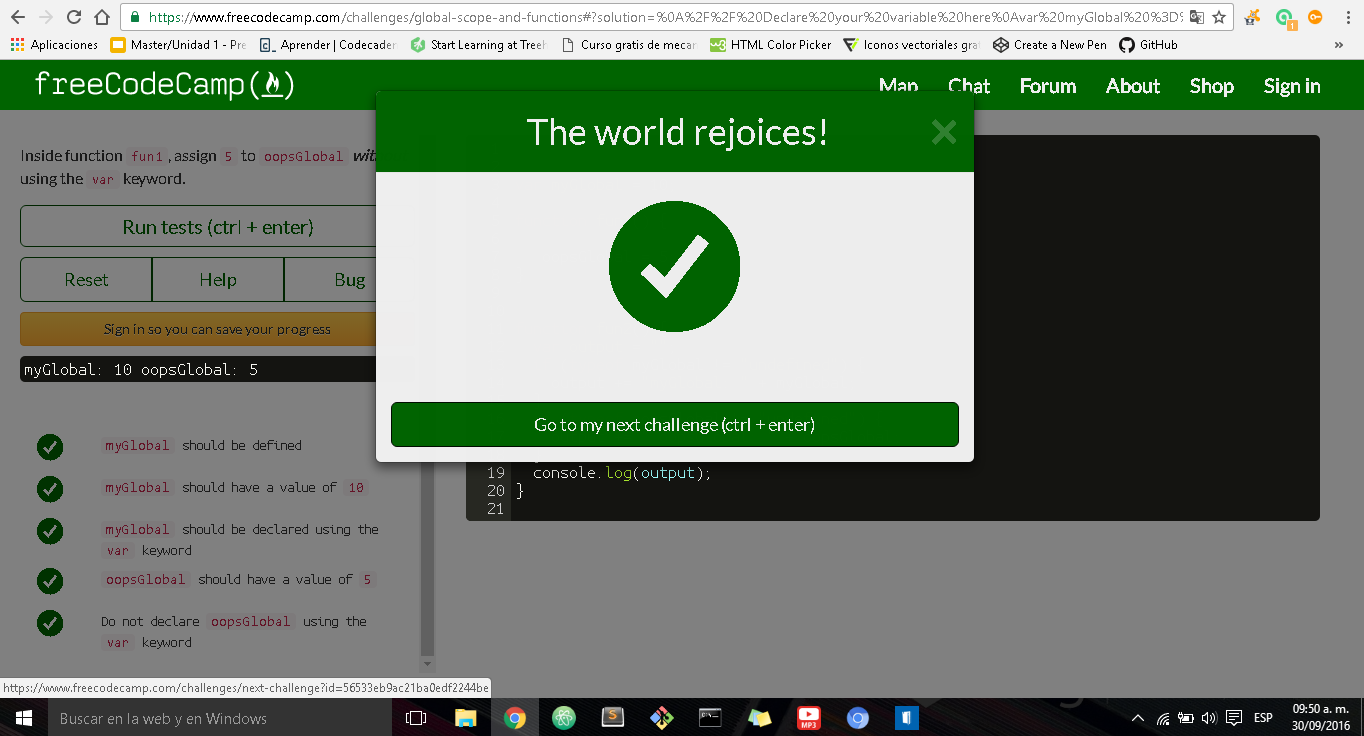 https://www.freecodecamp.com/challenges/global-scope-and-functions#?solution=%0A%2F%2F%20Declare%20your%20variable%20here%0Avar%20myGlobal%20%3D%
Aplicaciones Master/Unidad 1 - Pre Aprender | Codecader Start Learning at Treeh Curso gratis de mecan HTML Color Picker Iconos vectoriales gra Create a New Pen GitHub »
freeCodeCamp
Map Chat Forum About Shop Sign in
The world rejoices!
Inside function fun1, assign 5 to oopsGlobal
using the var keyword.
Run tests (ctrl + enter)
Reset Help Bug
Sign in so you can save your progress
myGlobal: 10 oopsGlobal: 5
Go to my next challenge (ctrl + enter)
myGlobal should be defined
myGlobal should have a value of 10
myGlobal should be declared using the
var keyword
oopsGlobal should have a value of 5
Do not declare oopsGlobal using the
var keyword
19 console.log(output);
20 }
21
https://www.freecodecamp.com/challenges/next-challenge?id=56533eb9ac21ba0edf2244be
Buscar en la web y en Windows
MP3
ESP
09:50 a. m.
30/09/2016